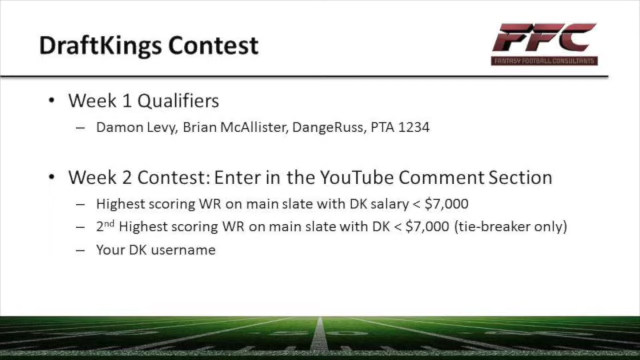 DraftKings Contest
FFC
FANTASY FOOTBALL CONSULTANTS
• Week 1 Qualifiers
– Damon Levy, Brian McAllister, DangeRuss, PTA 1234
• Week 2 Contest: Enter in the YouTube Comment Section
– Highest scoring WR on main slate with DK salary < $7,000
– 2nd Highest scoring WR on main slate with DK < $7,000 (tie-breaker only)
– Your DK username